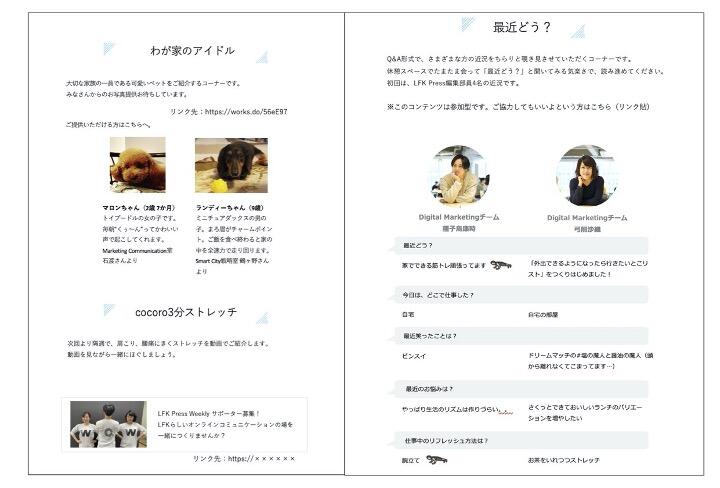 わが家のアイドル
大切な家族の一員である可愛いペットをご紹介するコーナーです。
みなさんからのお写真提供お待ちしています。
リンク先：https://works.do/56eE97
ご提供いただける方はこちらへ。
マロンちゃん（2歳7か月）
トイプードルの女の子です。
毎朝“くぅーん”ってかわいい
声で起こしてくれます。
Marketing Communication室
石渡さんより
ランディーちゃん（9歳）
ミニチュアダックスの男の
子。まろ眉がチャームポイン
ト。ご飯を食べ終わると家の
中を全速力で走り回ります。
Smart City戦略室 鶴ヶ野さん
より
cocoro3分ストレッチ
次回より隔週で、肩こり、腰痛にきくストレッチを動画でご紹介します。
動画を見ながら一緒にほぐしましょう。
W C W
LFK Press Weekly サポーター募集！
LFKらしいオンラインコミュニケーションの場を
一緒につくりませんか？
リンク先：https://××××××
最近どう？
Q&A形式で、さまざまな方の近況をちらりと覗き見させていただくコーナーです。
休憩スペースでたまたま会って「最近どう？」と聞いてみる気楽さで、読み進めてください。
初回は、LFK Press編集部員4名の近況です。
※このコンテンツは参加型です。ご協力してもいいよという方はこちら（リンク貼）
Digital Marketingチーム
種子島康時
Digital Marketingチーム
弓削沙織
最近どう？
家でできる筋トレ頑張ってます
「外出できるようになったら行きたいとこリ
スト」をつくりはじめました！
今日は、どこで仕事した？
自宅
自宅の部屋
最近笑ったことは？
ピンスイ
ドリームマッチの#塩の魔人と醤油の魔人（頭
から離れなくてこまってます…）
最近のお悩みは？
やっぱり生活のリズムは作りづらい。。
さくっとできておいしいランチのバリエー
ションを増やしたい
仕事中のリフレッシュ方法は？
腕立て
お茶をいれつつストレッチ